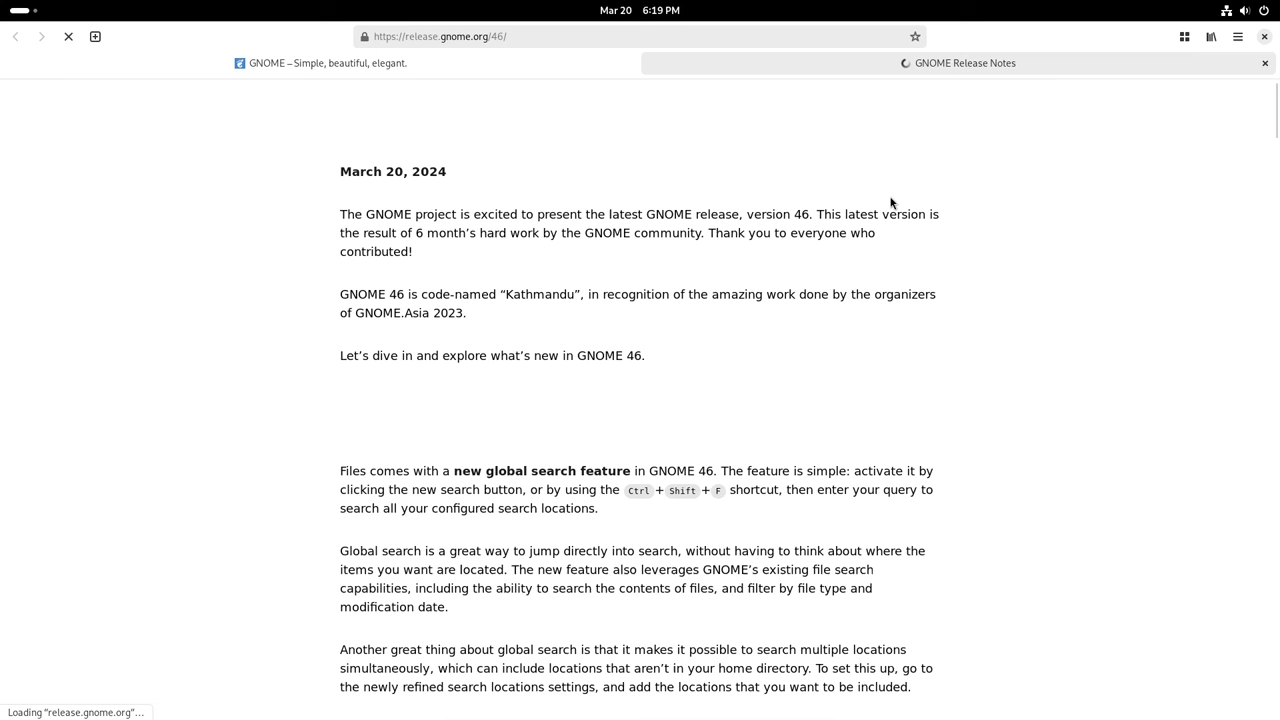 Mar 20 6:19 PM
https://release.gnome.org/46/
GNOME – Simple, beautiful, elegant.
GNOME Release Notes
March 20, 2024
The GNOME project is excited to present the latest GNOME release, version 46. This latest version is
the result of 6 month’s hard work by the GNOME community. Thank you to everyone who
contributed!
GNOME 46 is code-named “Kathmandu”, in recognition of the amazing work done by the organizers
of GNOME.Asia 2023.
Let’s dive in and explore what’s new in GNOME 46.
Files comes with a new global search feature in GNOME 46. The feature is simple: activate it by
clicking the new search button, or by using the Ctrl+Shift+F shortcut, then enter your query to
search all your configured search locations.
Global search is a great way to jump directly into search, without having to think about where the
items you want are located. The new feature also leverages GNOME’s existing file search
capabilities, including the ability to search the contents of files, and filter by file type and
modification date.
Another great thing about global search is that it makes it possible to search multiple locations
simultaneously, which can include locations that aren’t in your home directory. To set this up, go to
the newly refined search locations settings, and add the locations that you want to be included.
Loading “release.gnome.org”…